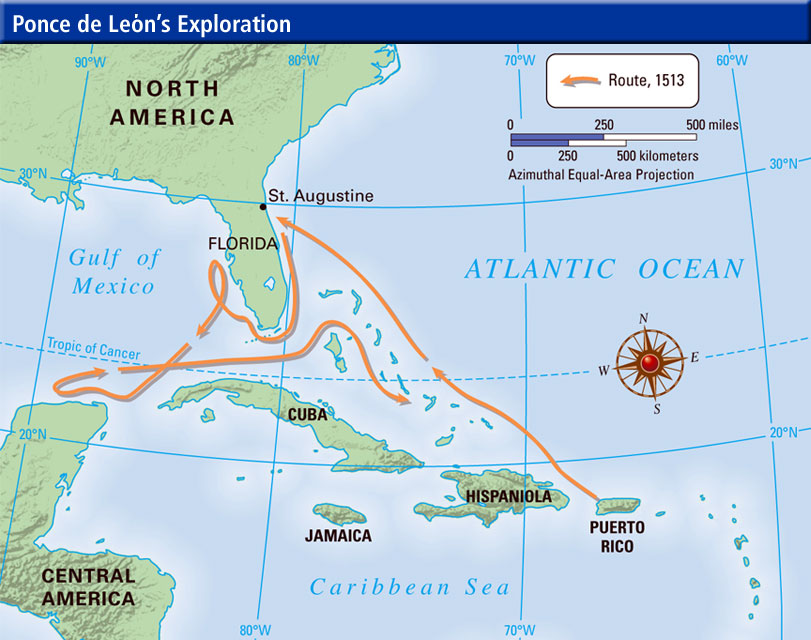 Ponce de León's Exploration
90°W
80°W
70°W
60°W
NORTH
AMERICA
Route, 1513
0 250 500 miles
0 250 500 kilometers
Azimuthal Equal-Area Projection
30°N
30°N
St. Augustine
FLORIDA
Gulf of
Mexico
ATLANTIC OCEAN
N
W E
S
Tropic of Cancer
CUBA
20°N
20°N
HISPANIOLA
JAMAICA
PUERTO
RICO
CENTRAL
AMERICA
Caribbean Sea
80°W
70°W